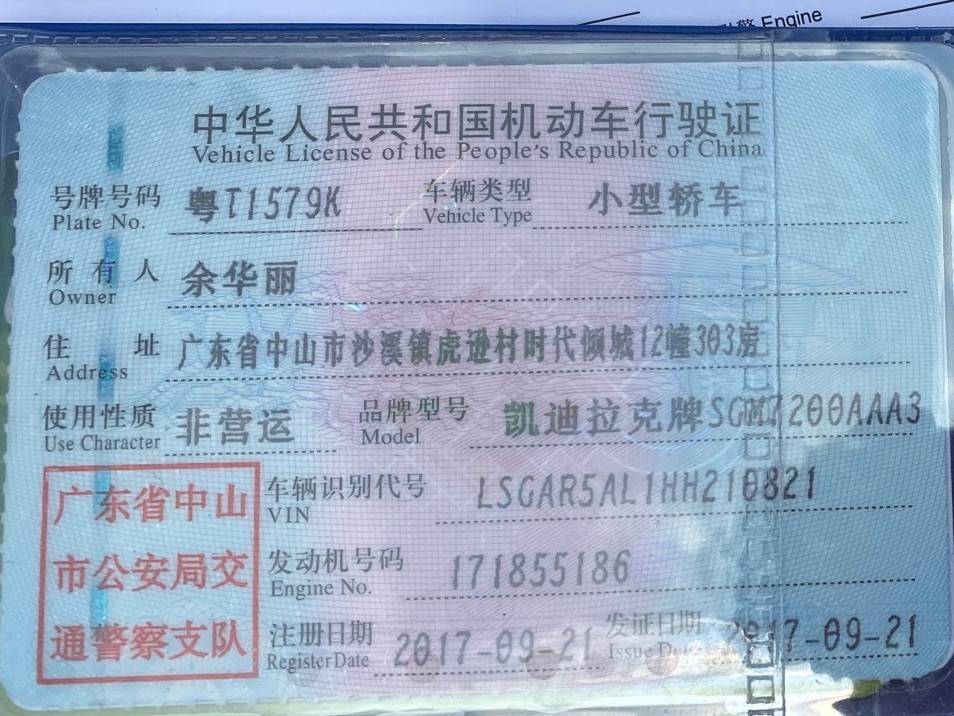 Engine
中华人民共和国机动车行驶证
Vehicle License of the People's Republic of China
号牌号码 粤T1579K 车辆类型 小型轿车
Plate No. Vehicle Type
所有人 余华丽
Owner
住址 广东省中山市沙溪镇虎逊村时代倾城12幢303房
Address
使用性质 非营运 品牌型号 凯迪拉克牌SGM7200AAA3
Use Character Model
广东省中山
市公安局交
通警察支队
车辆识别代号 LSGAR5AL1HH210821
VIN
发动机号码 171855186
Engine No.
注册日期 2017-09-21 发证日期 2017-09-21
Register Date Issue Date